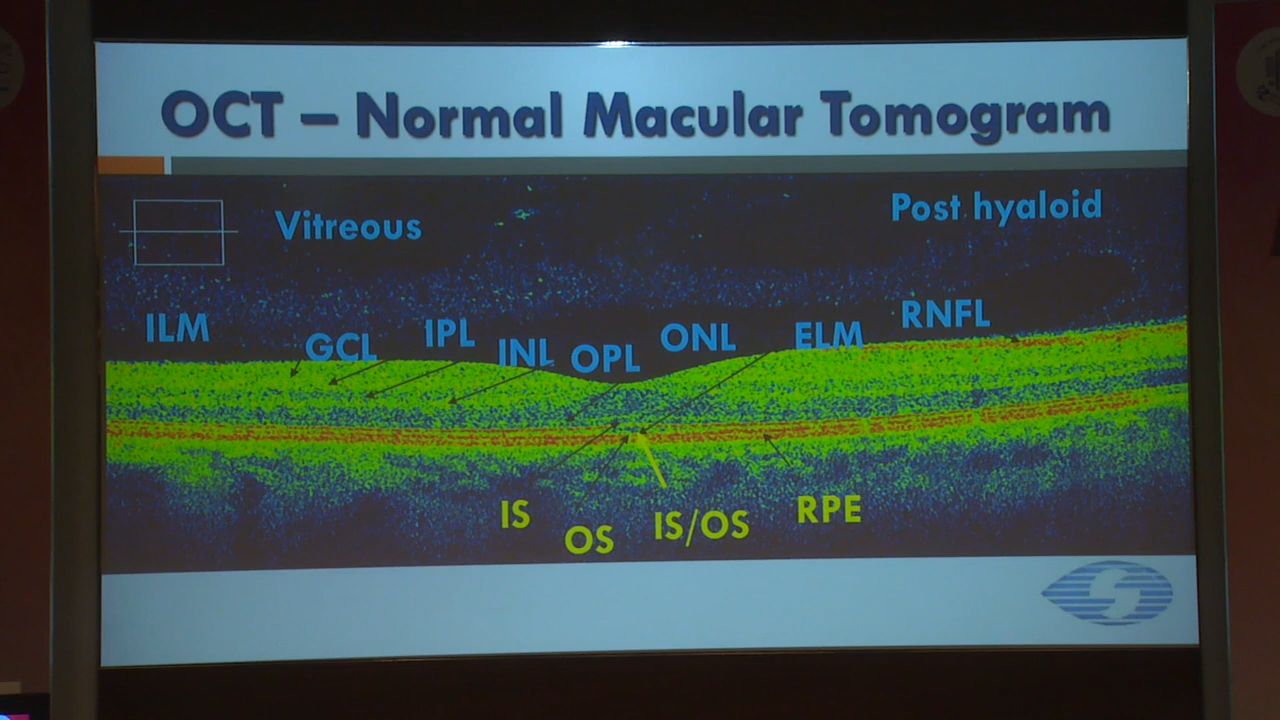 OCT – Normal Macular Tomogram
Vitreous
Post hyaloid
ILM
GCL
IPL
INL
OPL
ONL
ELM
RNFL
IS
OS
IS/OS
RPE